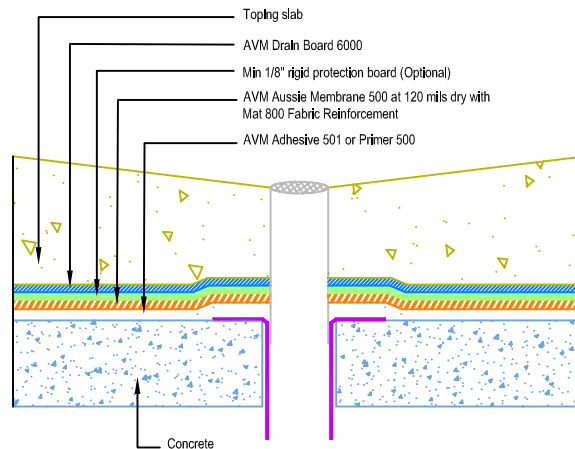 Toping slab
AVM Drain Board 6000
Min 1/8" rigid protection board (Optional)
AVM Aussie Membrane 500 at 120 mils dry with
Mat 800 Fabric Reinforcement
AVM Adhesive 501 or Primer 500
Concrete